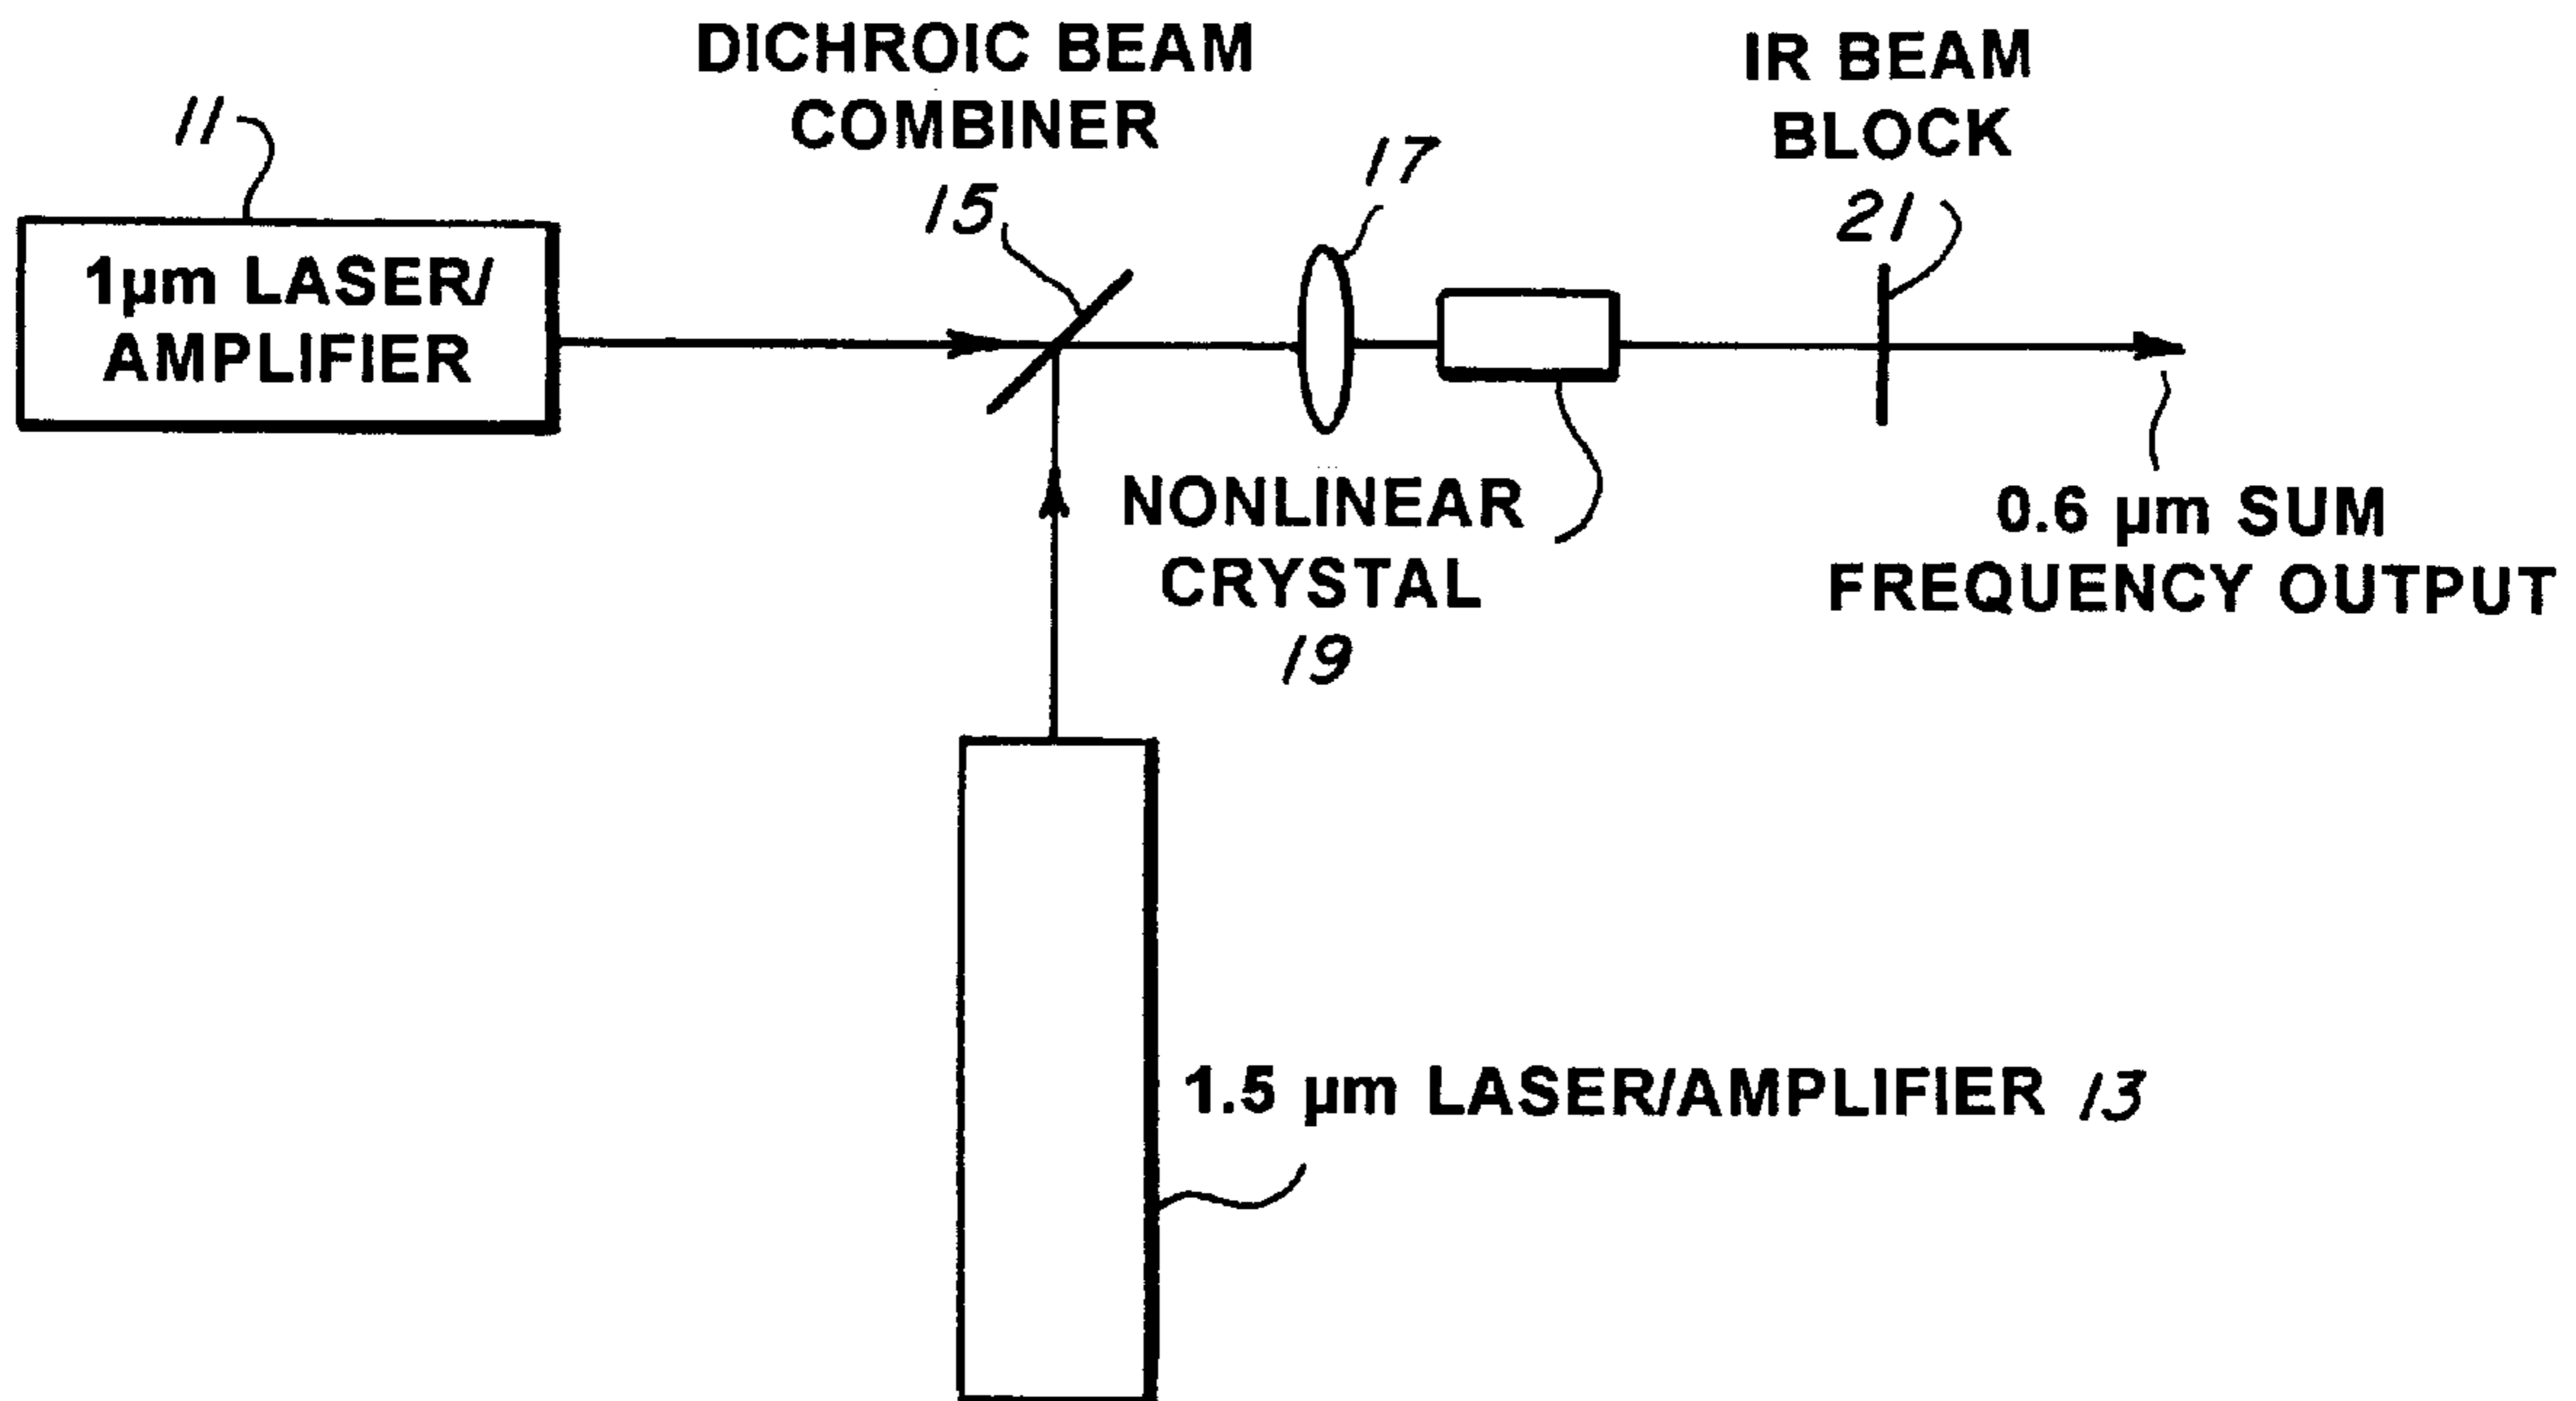 DICHROIC BEAM
COMBINER
15
IR BEAM
BLOCK
21
11
17
1µm LASER/
AMPLIFIER
NONLINEAR
CRYSTAL
19
0.6 µm SUM
FREQUENCY OUTPUT
1.5 µm LASER/AMPLIFIER 13